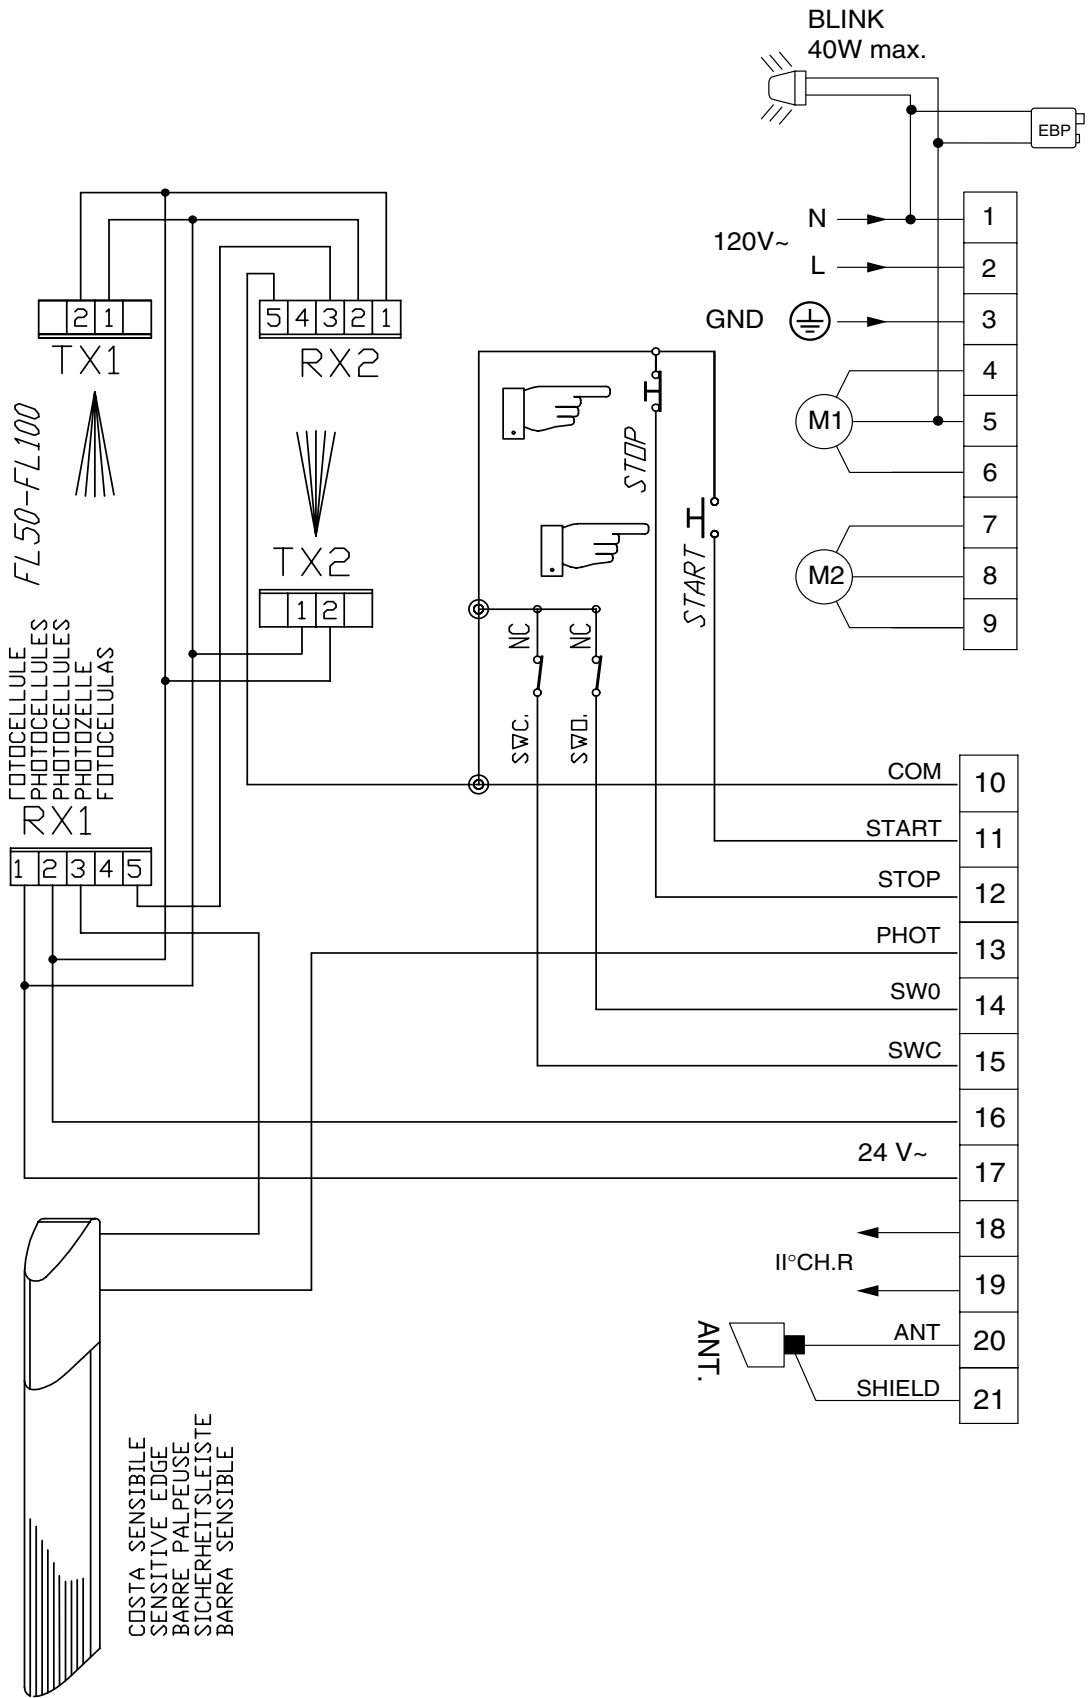 BLINK
40W max.
EBP
N
120V~
L
GND
1
2
3
4
5
6
7
8
9
M1
M2
2 1
TX1
5 4 3 2 1
RX2
FL50-FL100
TX2
1 2
STOP
START
NC
NC
SWC.
SWO.
FOTOCELLULE
PHOTOCELLULES
PHOTOCELLULES
PHOTOZELLE
FOTOCELULAS
RX1
1 2 3 4 5
COM 10
START 11
STOP 12
PHOT 13
SW0 14
SWC 15
16
24 V~
17
18
II°CH.R
19
ANT 20
SHIELD 21
ANT.
COSTA SENSIBILE
SENSITIVE EDGE
BARRE PALPEUSE
SICHERHEITSLEISTE
BARRA SENSIBLE